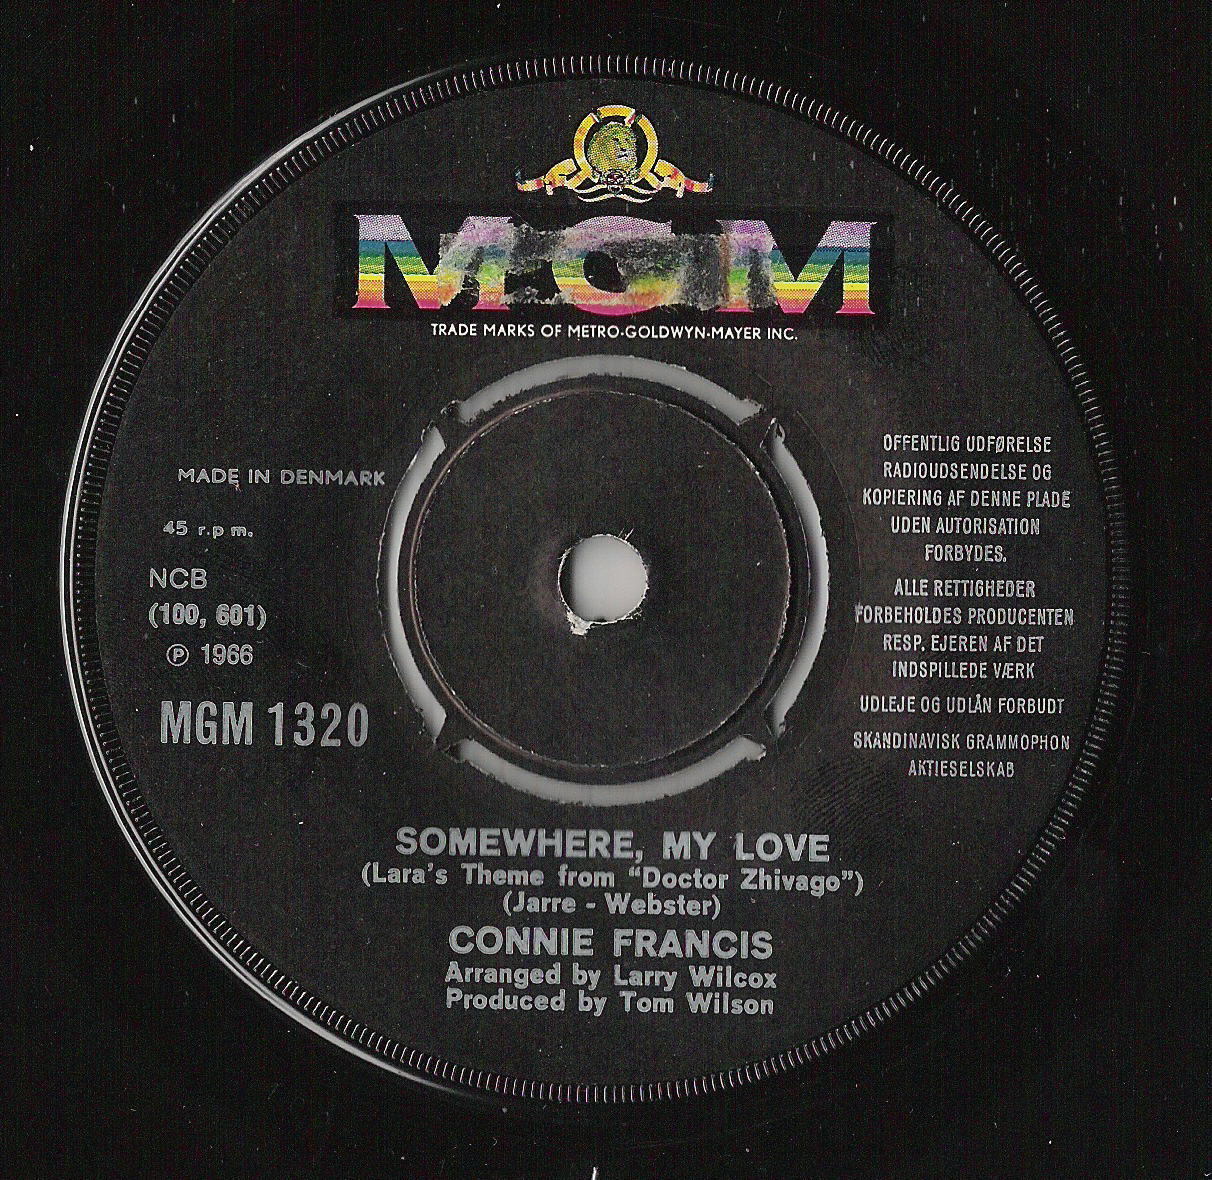 MGM
TRADE MARKS OF METRO-GOLDWYN-MAYER INC.
MADE IN DENMARK
45 r.p m.
NCB
(100, 601)
℗ 1966
MGM 1320
OFFENTLIG UDFØRELSE
RADIOUDSENDELSE OG
KOPIERING AF DENNE PLADE
UDEN AUTORISATION
FORBYDES.
ALLE RETTIGHEDER
FORBEHOLDES PRODUCENTEN
RESP. EJEREN AF DET
INDSPILLEDE VÆRK
UDLEJE OG UDLÅN FORBUDT
SKANDINAVISK GRAMMOPHON
AKTIESELSKAB
SOMEWHERE, MY LOVE
(Lara's Theme from “Doctor Zhivago”)
(Jarre - Webster)
CONNIE FRANCIS
Arranged by Larry Wilcox
Produced by Tom Wilson